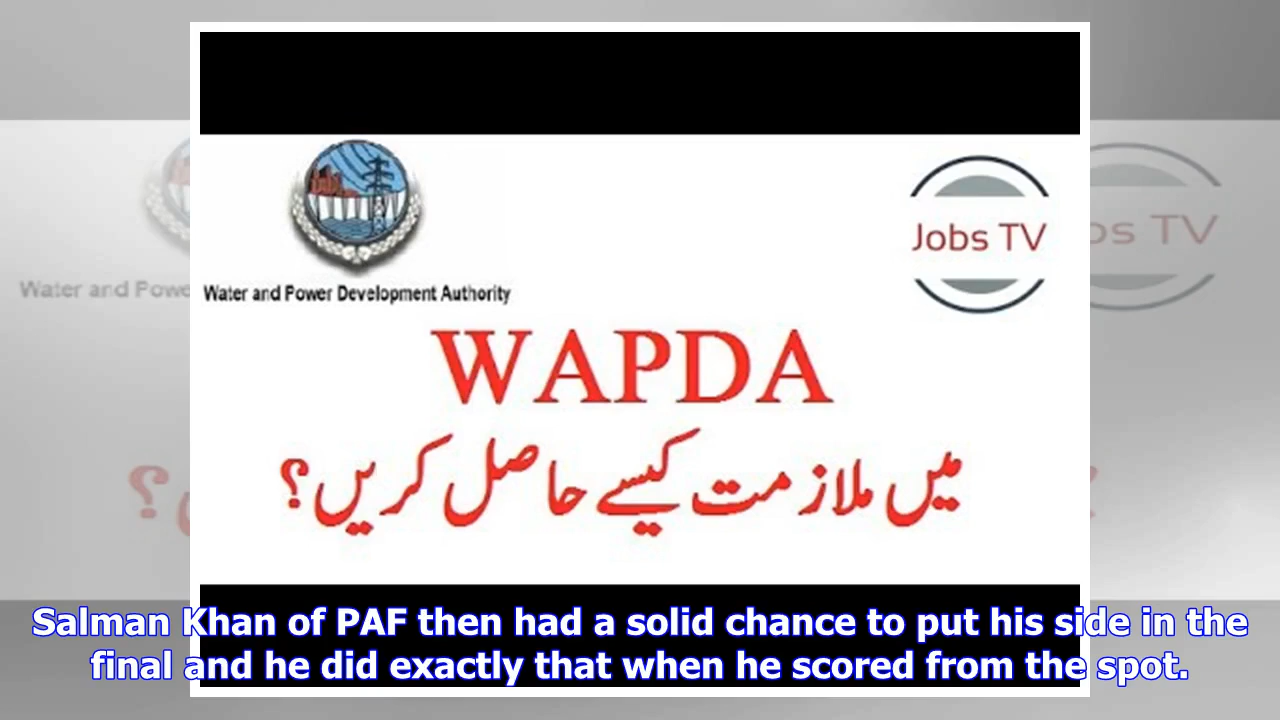 Water and Power Development Authority
Jobs TV
WAPDA
میں ملازمت کیسے حاصل کریں؟
Salman Khan of PAF then had a solid chance to put his side in the
final and he did exactly that when he scored from the spot.